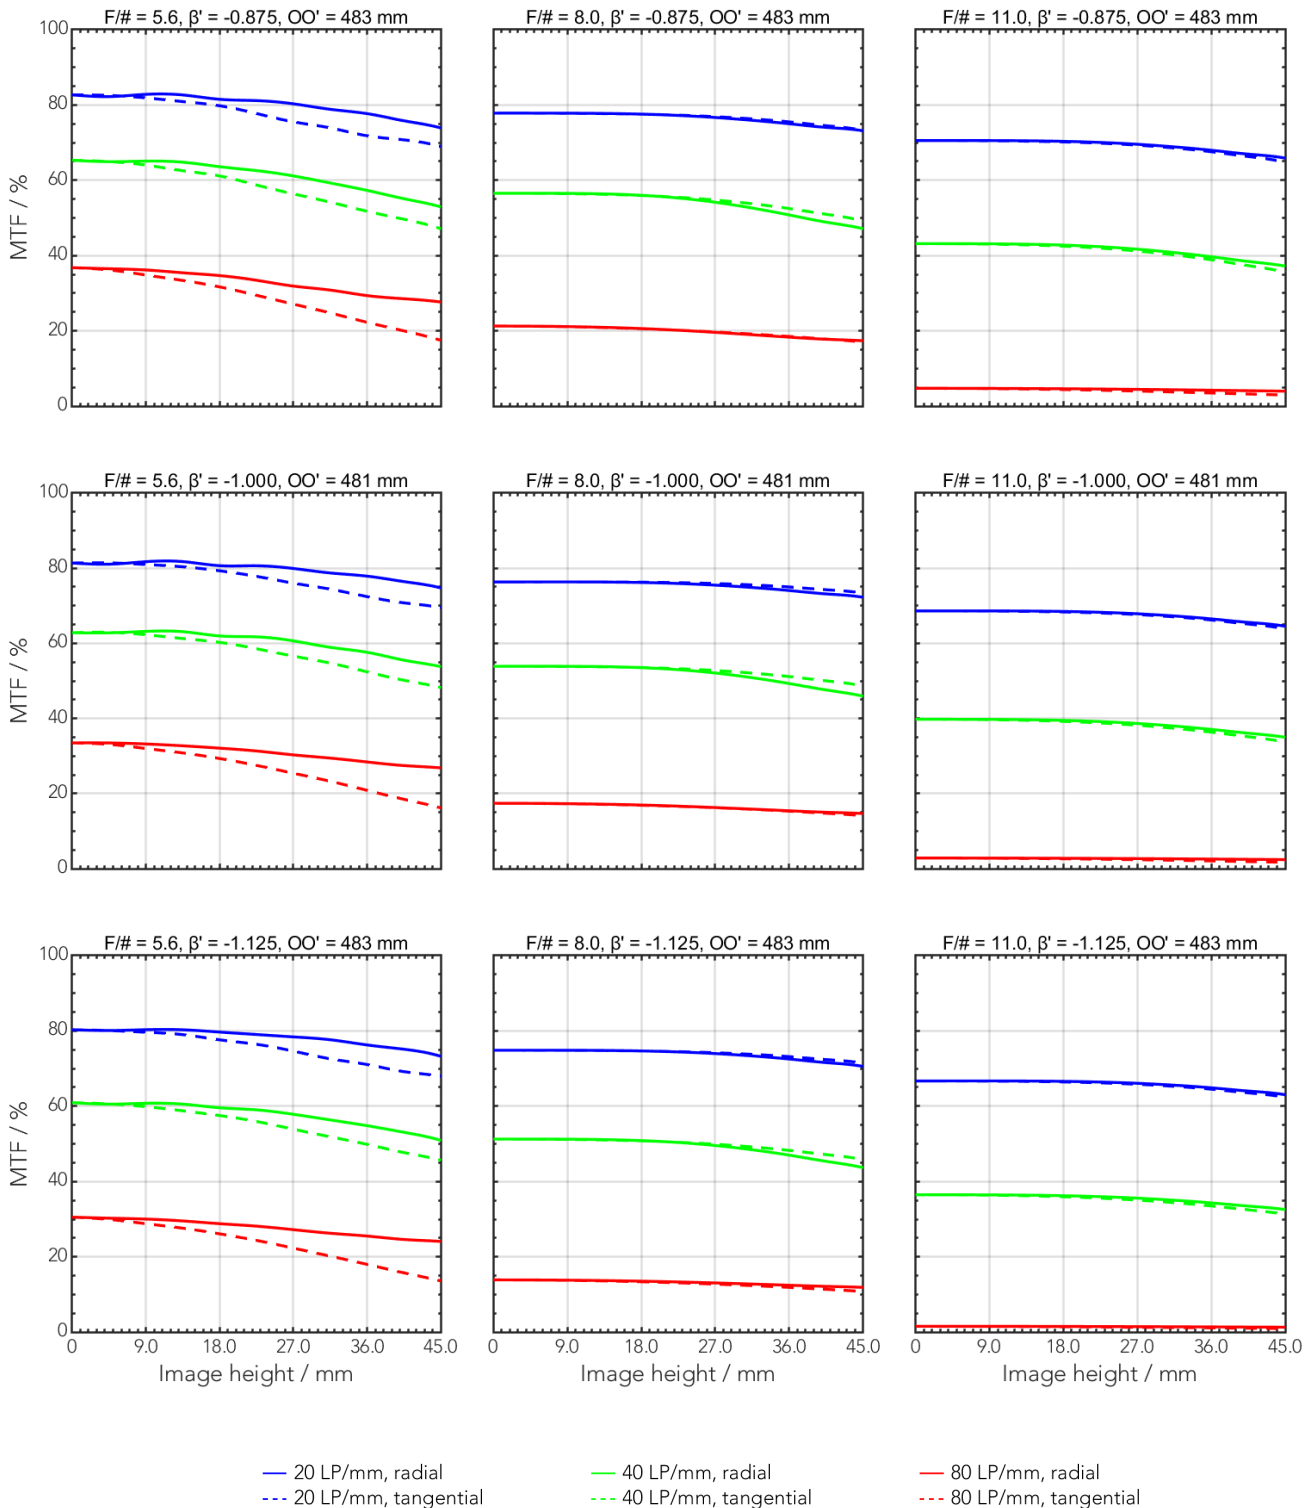 F/# = 5.6, β' = -0.875, OO' = 483 mm
F/# = 8.0, β' = -0.875, OO' = 483 mm
F/# = 11.0, β' = -0.875, OO' = 483 mm
100
80
60
40
20
0
MTF / %
F/# = 5.6, β' = -1.000, OO' = 481 mm
F/# = 8.0, β' = -1.000, OO' = 481 mm
F/# = 11.0, β' = -1.000, OO' = 481 mm
100
80
60
40
20
0
MTF / %
F/# = 5.6, β' = -1.125, OO' = 483 mm
F/# = 8.0, β' = -1.125, OO' = 483 mm
F/# = 11.0, β' = -1.125, OO' = 483 mm
100
80
60
40
20
0
MTF / %
0 9.0 18.0 27.0 36.0 45.0
0 9.0 18.0 27.0 36.0 45.0
0 9.0 18.0 27.0 36.0 45.0
Image height / mm
Image height / mm
Image height / mm
20 LP/mm, radial
40 LP/mm, radial
80 LP/mm, radial
20 LP/mm, tangential
40 LP/mm, tangential
80 LP/mm, tangential